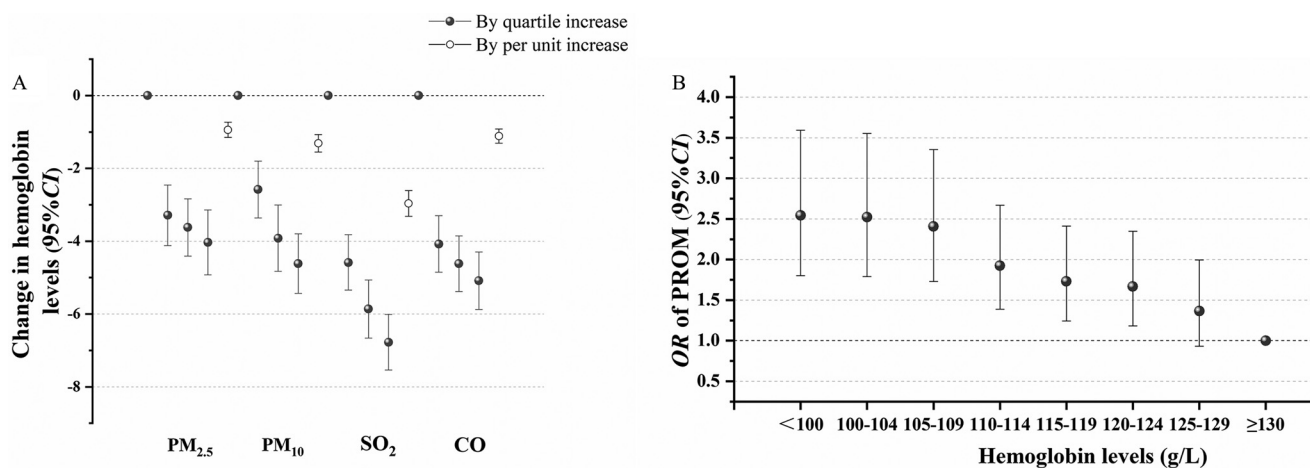 By quartile increase
By per unit increase
A
0
-2
-4
-6
-8
Change in hemoglobin
levels (95%CI)
PM2.5 PM10 SO2 CO
B
4.0
3.5
3.0
2.5
2.0
1.5
1.0
0.5
OR of PROM (95%CI)
<100 100-104 105-109 110-114 115-119 120-124 125-129 ≥130
Hemoglobin levels (g/L)